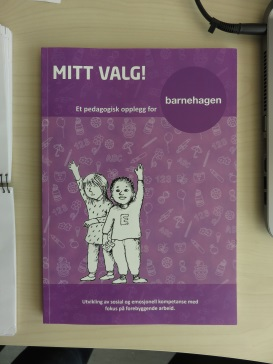 MITT VALG!
Et pedagogisk opplegg for
barnehagen
E
Utvikling av sosial og emosjonell kompetanse med
fokus på forebyggende arbeid.